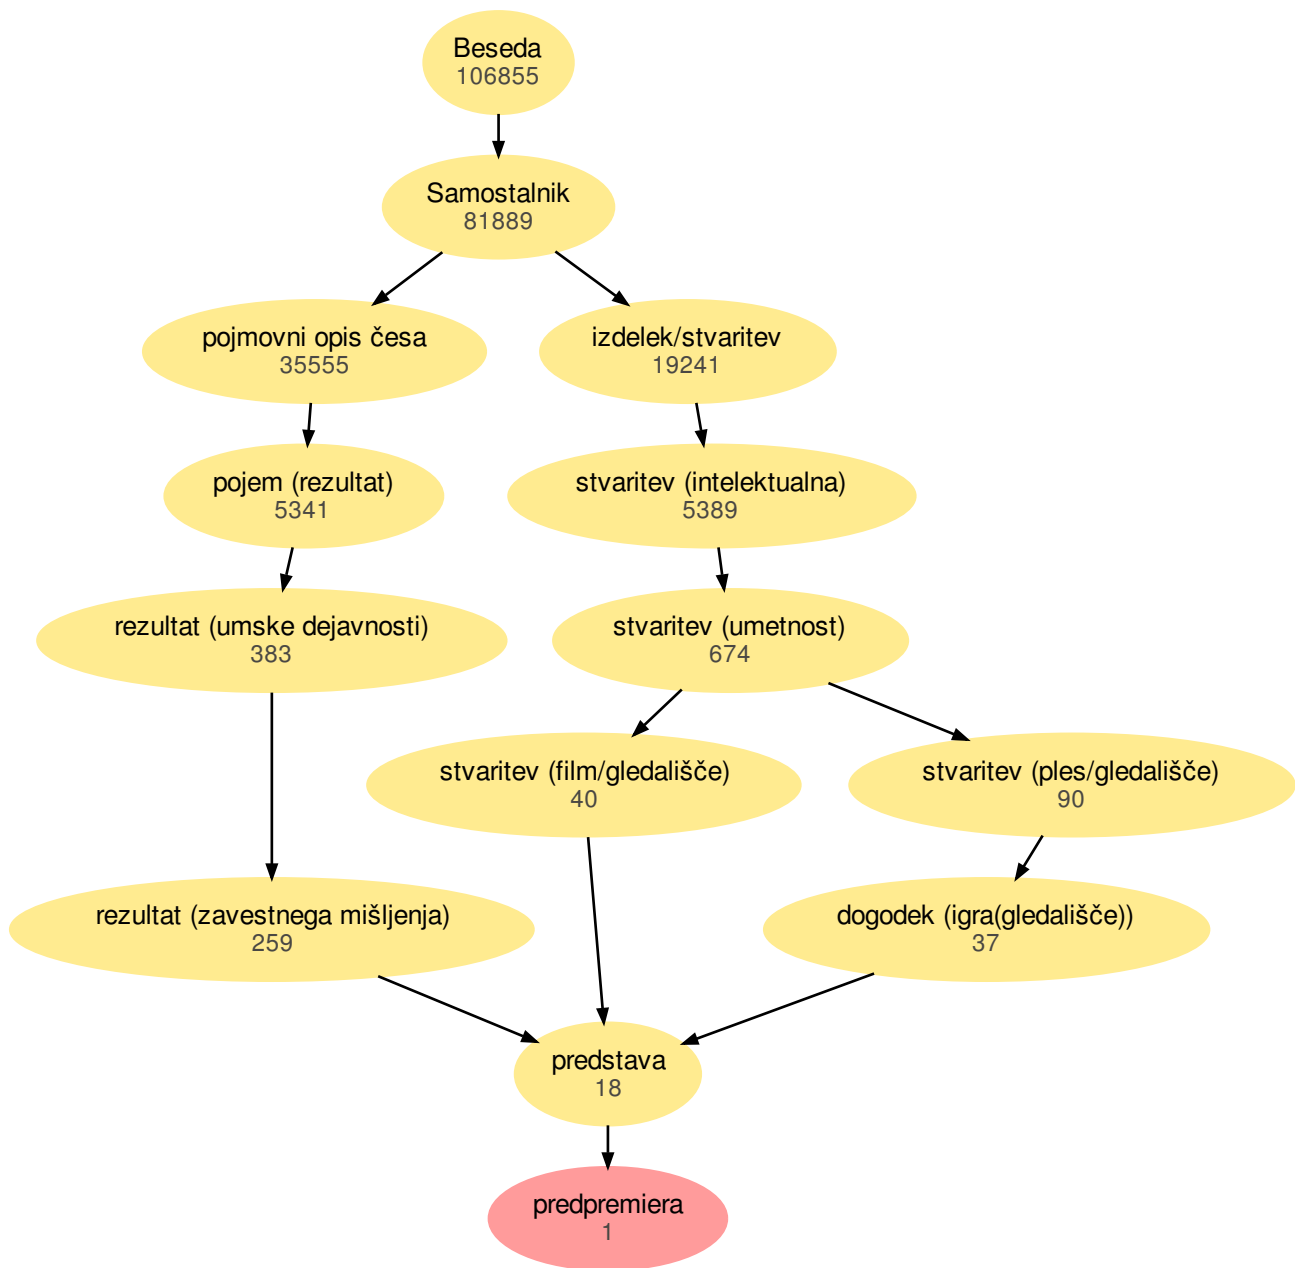 Beseda
106855
Samostalnik
81889
pojmovni opis česa
35555
izdelek/stvaritev
19241
pojem (rezultat)
5341
stvaritev (intelektualna)
5389
rezultat (umske dejavnosti)
383
stvaritev (umetnost)
674
stvaritev (film/gledališče)
40
stvaritev (ples/gledališče)
90
rezultat (zavestnega mišljenja)
259
dogodek (igra(gledališče))
37
predstava
18
predpremiera
1